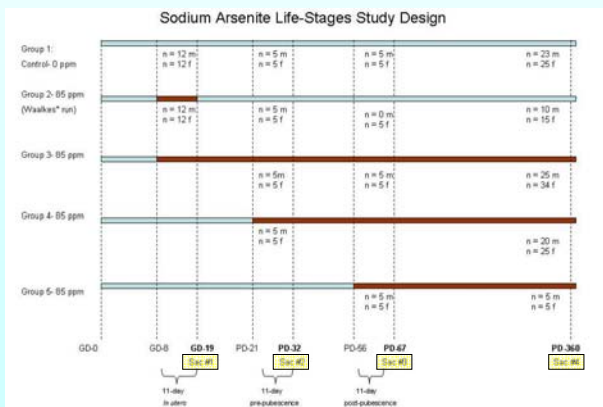 Sodium Arsenite Life-Stages Study Design
Group 1:
Control- 0 ppm
n = 12 m
n = 12 f
n = 5 m
n = 5 f
n = 5 m
n = 5 f
n = 23 m
n = 25 f
Group 2- 85 ppm
(Waalkes* run)
n = 12 m
n = 12 f
n = 5 m
n = 5 f
n = 0 m
n = 5 f
n = 10 m
n = 15 f
Group 3- 85 ppm
n = 5m
n = 5 f
n = 5 m
n = 5 f
n = 25 m
n = 34 f
Group 4- 85 ppm
n = 5 m
n = 5 f
n = 20 m
n = 25 f
Group 5- 85 ppm
n = 5 m
n = 5 f
n = 5 m
n = 5 f
GD-0 GD-8 GD-19 PD-21 PD-32 PD-56 PD-67 PD-360
Sac #1 Sac #2 Sac #3 Sac #4
11-day 11-day 11-day
In utero pre-pubescence post-pubescence